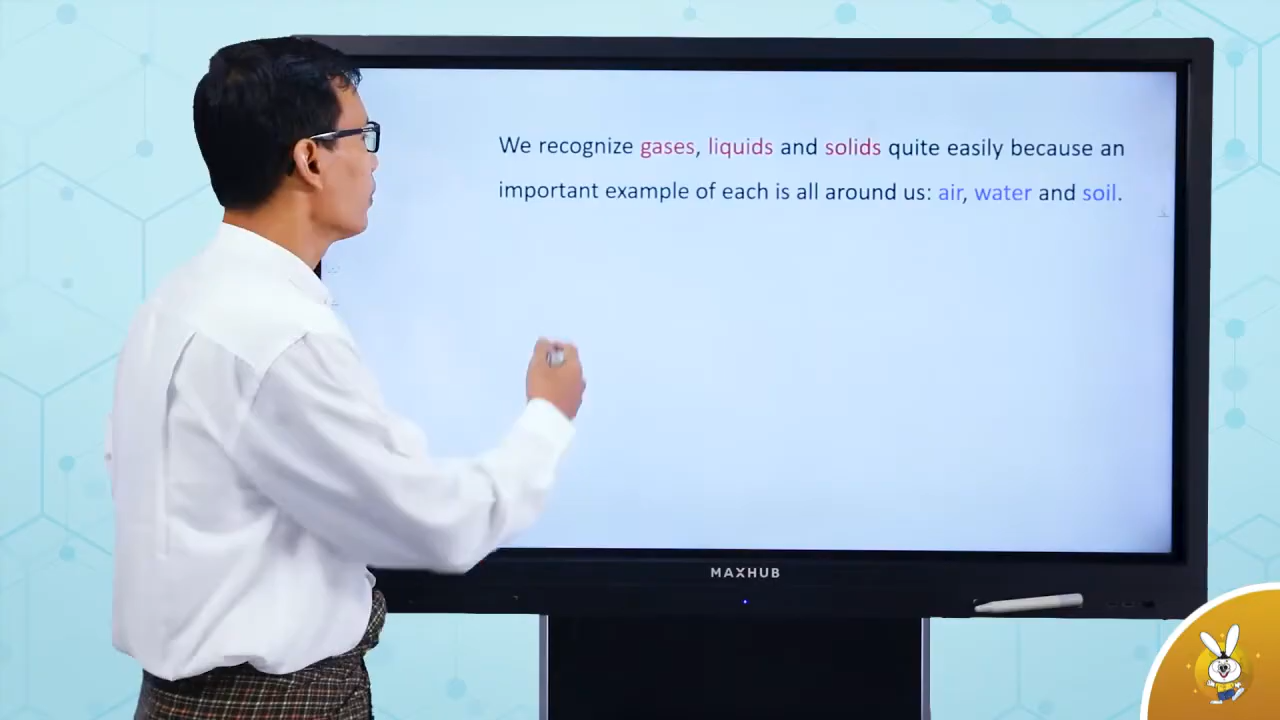 We recognize gases, liquids and solids quite easily because an
important example of each is all around us: air, water and soil.
MAXHUB